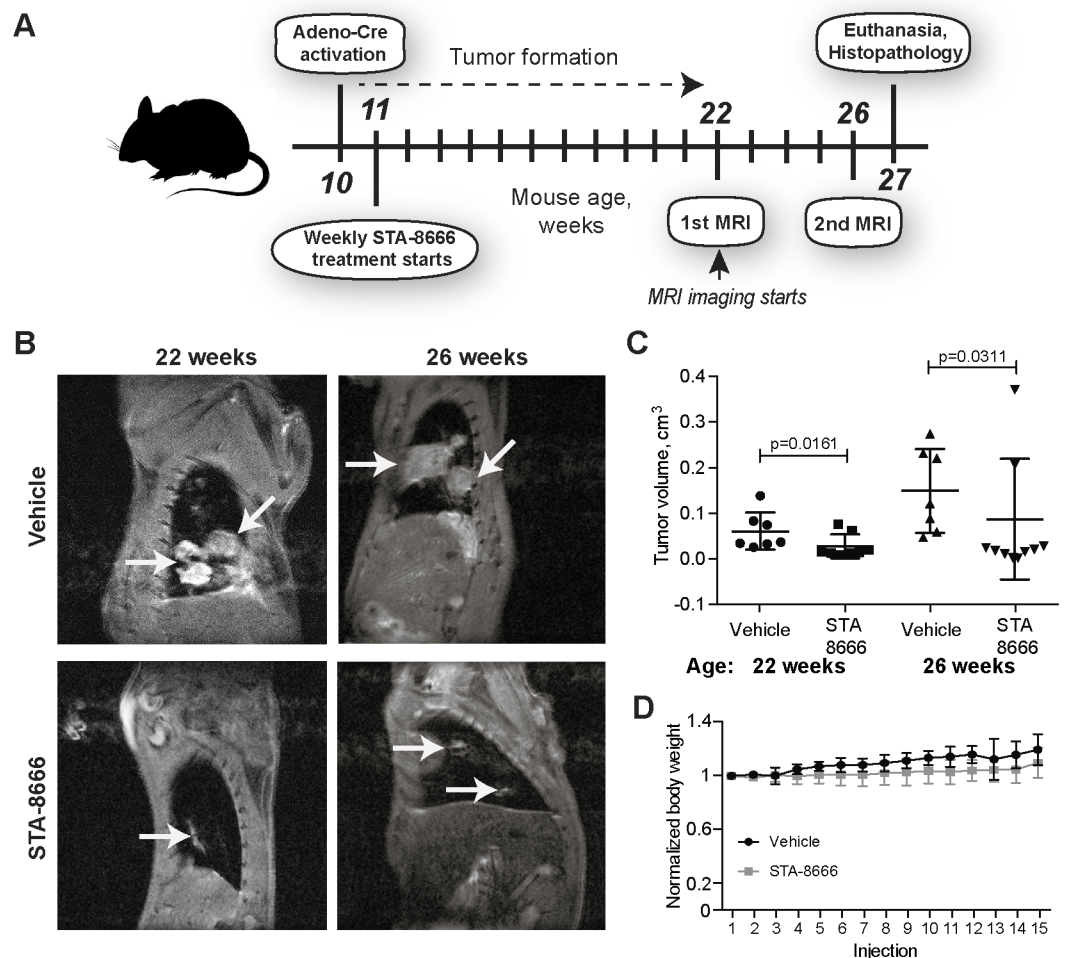 A
Adeno-Cre
activation
Euthanasia,
Histopathology
Tumor formation
11
22
26
10
27
Mouse age,
weeks
Weekly STA-8666
treatment starts
1st MRI
2nd MRI
MRI imaging starts
B
22 weeks
26 weeks
Vehicle
STA-8666
C
p=0.0311
p=0.0161
0.4
0.3
0.2
0.1
0.0
-0.1
Tumor volume, cm³
Vehicle
STA
8666
Vehicle
STA
8666
Age: 22 weeks 26 weeks
D
1.4
1
0.6
0.2
0
Normalized body weight
Vehicle
STA-8666
1 2 3 4 5 6 7 8 9 10 11 12 13 14 15
Injection